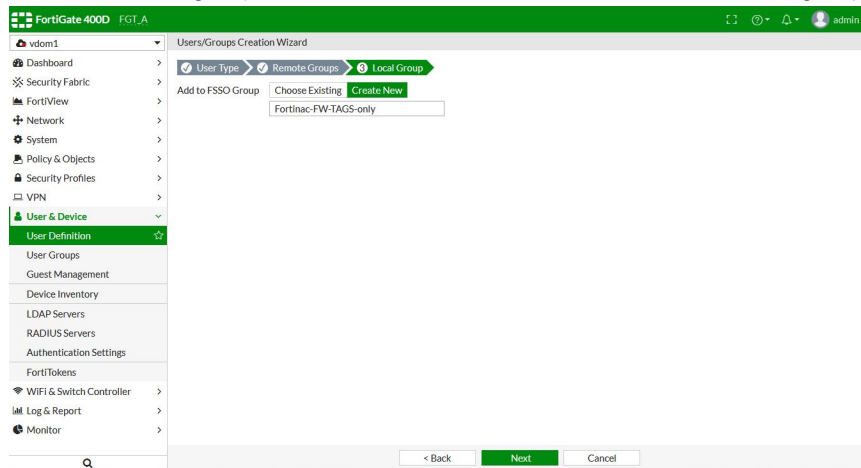 FortiGate 400D FGT_A
admin
vdom1
Users/Groups Creation Wizard
Dashboard
User Type
Remote Groups
3 Local Group
Security Fabric
Add to FSSO Group
Choose Existing
Create New
FortiView
Fortinac-FW-TAGS-only
Network
System
Policy & Objects
Security Profiles
VPN
User & Device
User Definition
User Groups
Guest Management
Device Inventory
LDAP Servers
RADIUS Servers
Authentication Settings
FortiTokens
WiFi & Switch Controller
Log & Report
Monitor
< Back
Next
Cancel